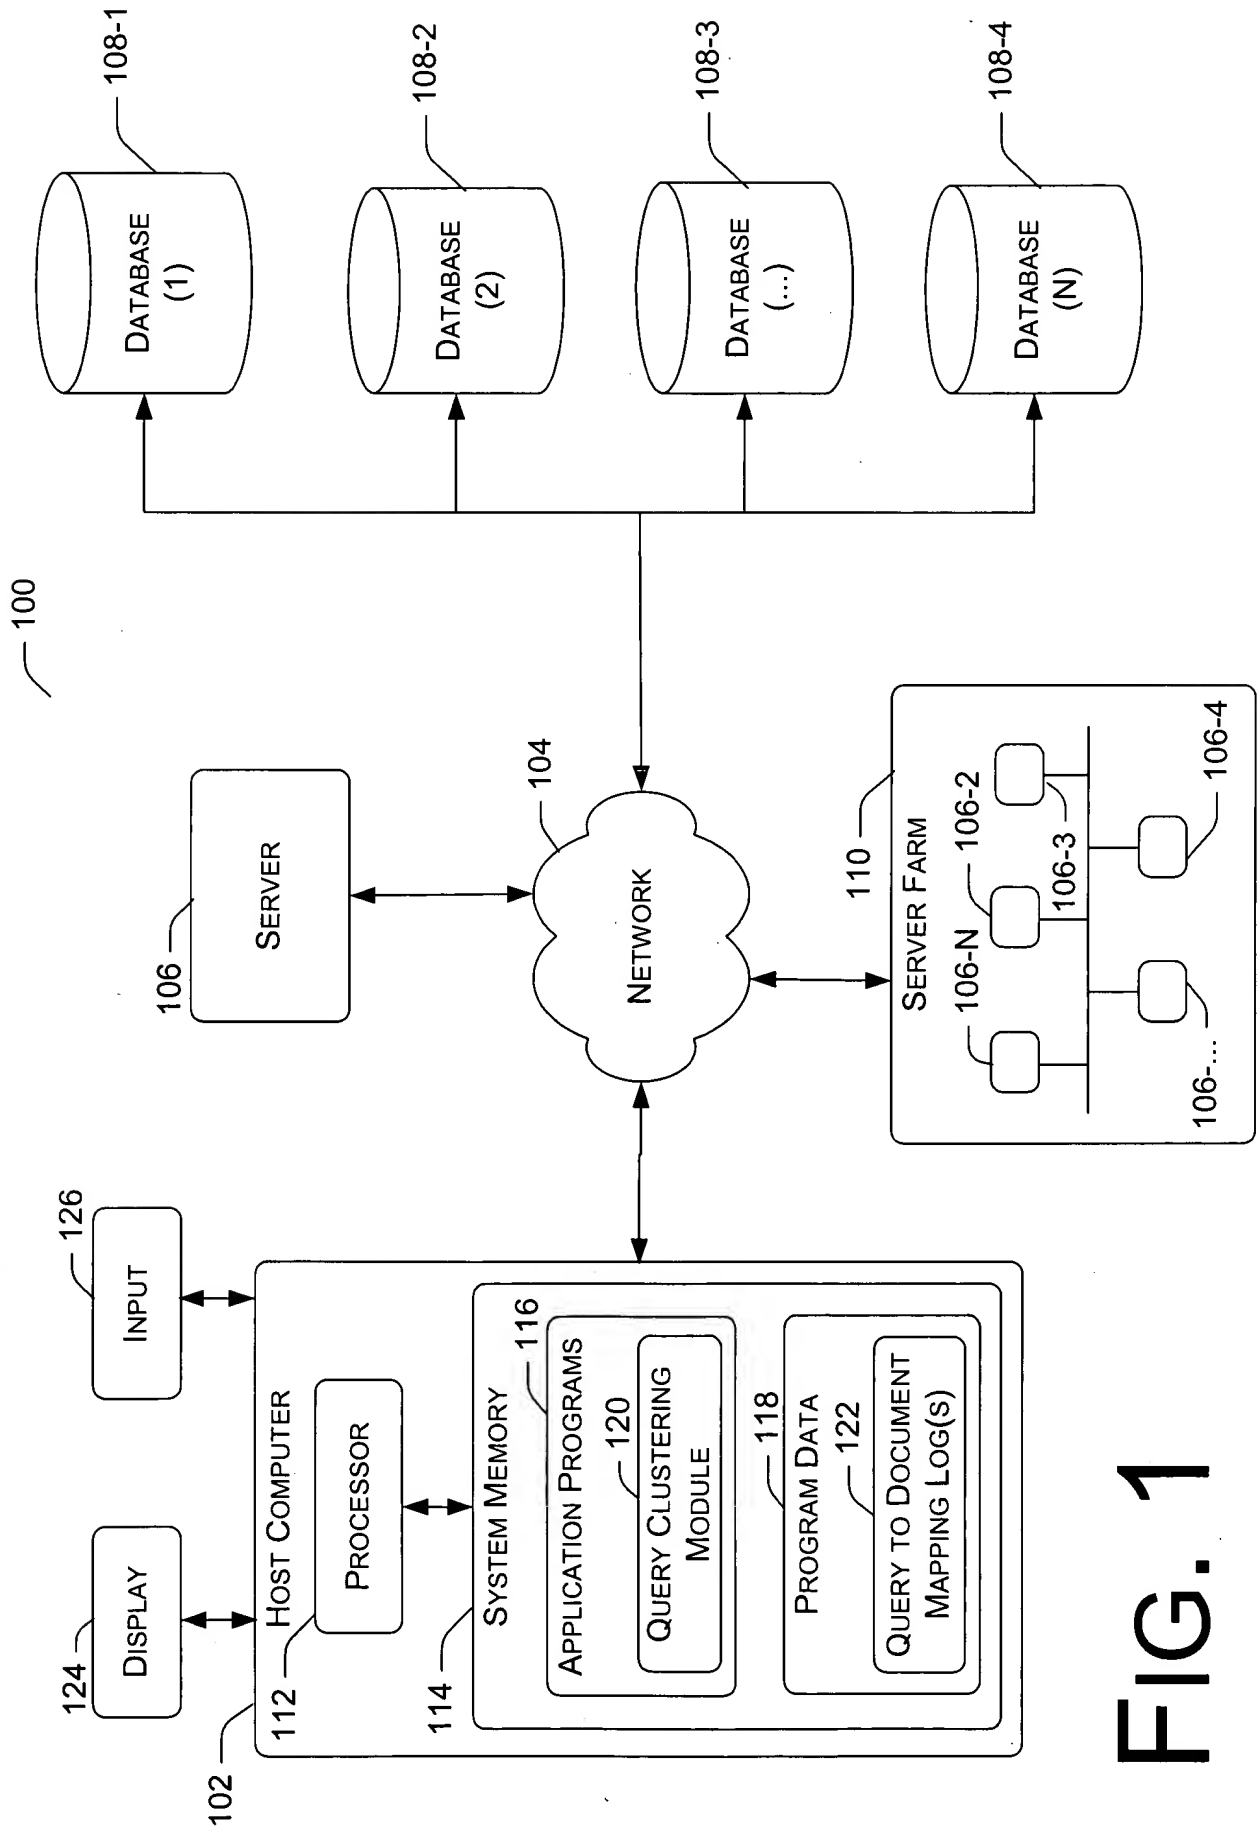 100
124
DISPLAY
126
INPUT
102
HOST COMPUTER
112
PROCESSOR
114
SYSTEM MEMORY
116
APPLICATION PROGRAMS
120
QUERY CLUSTERING
MODULE
118
PROGRAM DATA
122
QUERY TO DOCUMENT
MAPPING LOG(S)
106
SERVER
104
NETWORK
110
SERVER FARM
106-N
106-2
106-3
106-...
106-4
108-1
DATABASE
(1)
108-2
DATABASE
(2)
108-3
DATABASE
(...)
108-4
DATABASE
(N)
FIG. 1